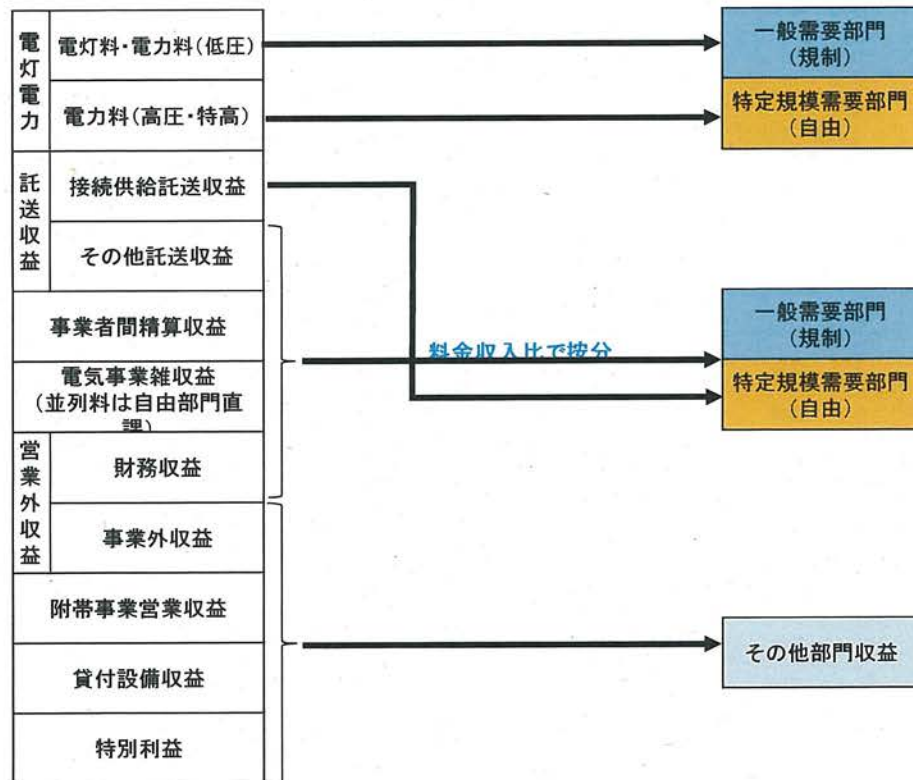 電灯電力
電灯料・電力料(低圧)
電力料(高圧・特高)
一般需要部門
(規制)
特定規模需要部門
(自由)
託送収益
接続供給託送収益
その他託送収益
事業者間精算収益
電気事業雑収益
(並列料は自由部門直
課)
料金収入比で按分
一般需要部門
(規制)
特定規模需要部門
(自由)
営業外収益
財務収益
事業外収益
附帯事業営業収益
貸付設備収益
特別利益
その他部門収益